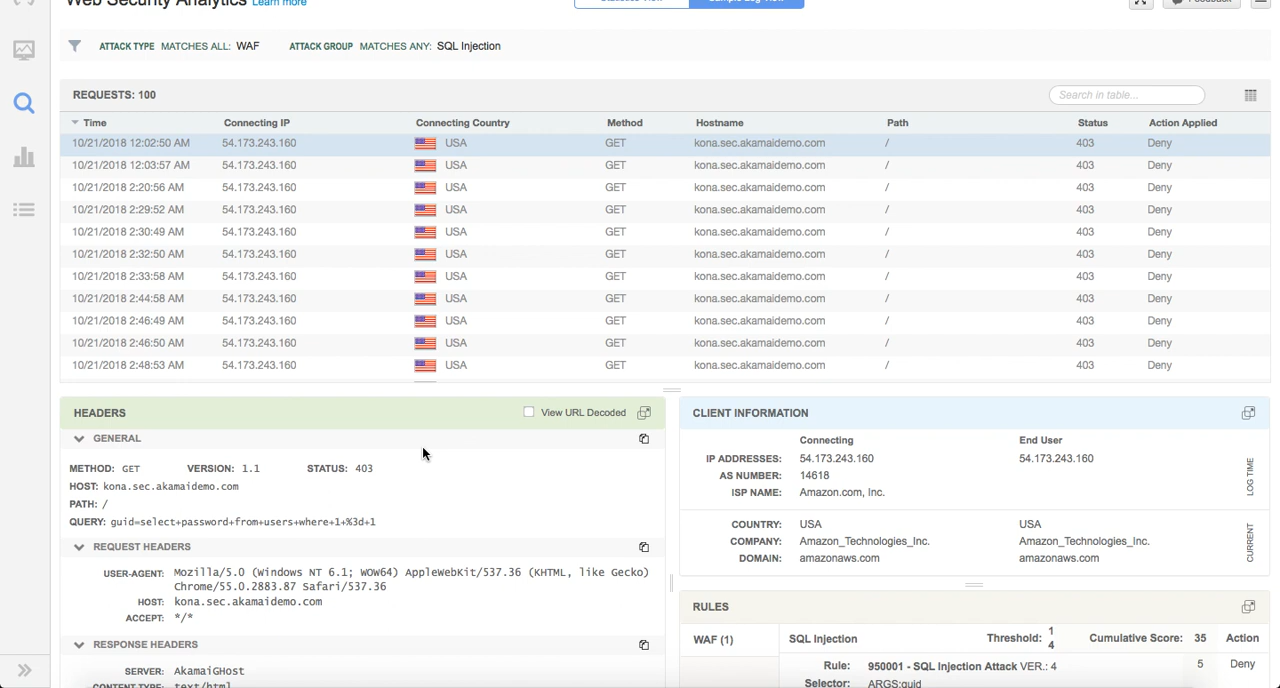 Web Security Analytics Learn more
Statistics View Sample Log View Feedback
ATTACK TYPE MATCHES ALL: WAF ATTACK GROUP MATCHES ANY: SQL Injection
REQUESTS: 100 Search in table...
Time Connecting IP Connecting Country Method Hostname Path Status Action Applied
10/21/2018 12:02:50 AM 54.173.243.160 USA GET kona.sec.akamaidemo.com / 403 Deny
10/21/2018 12:03:57 AM 54.173.243.160 USA GET kona.sec.akamaidemo.com / 403 Deny
10/21/2018 2:20:56 AM 54.173.243.160 USA GET kona.sec.akamaidemo.com / 403 Deny
10/21/2018 2:29:52 AM 54.173.243.160 USA GET kona.sec.akamaidemo.com / 403 Deny
10/21/2018 2:30:49 AM 54.173.243.160 USA GET kona.sec.akamaidemo.com / 403 Deny
10/21/2018 2:32:50 AM 54.173.243.160 USA GET kona.sec.akamaidemo.com / 403 Deny
10/21/2018 2:33:58 AM 54.173.243.160 USA GET kona.sec.akamaidemo.com / 403 Deny
10/21/2018 2:44:58 AM 54.173.243.160 USA GET kona.sec.akamaidemo.com / 403 Deny
10/21/2018 2:46:49 AM 54.173.243.160 USA GET kona.sec.akamaidemo.com / 403 Deny
10/21/2018 2:46:50 AM 54.173.243.160 USA GET kona.sec.akamaidemo.com / 403 Deny
10/21/2018 2:48:53 AM 54.173.243.160 USA GET kona.sec.akamaidemo.com / 403 Deny
HEADERS View URL Decoded
GENERAL
METHOD: GET VERSION: 1.1 STATUS: 403
HOST: kona.sec.akamaidemo.com
PATH: /
QUERY: guid=select+password+from+users+where+1+%3d+1
REQUEST HEADERS
USER-AGENT: Mozilla/5.0 (Windows NT 6.1; WOW64) AppleWebKit/537.36 (KHTML, like Gecko)
Chrome/55.0.2883.87 Safari/537.36
HOST: kona.sec.akamaidemo.com
ACCEPT: */*
RESPONSE HEADERS
SERVER: AkamaiGHost
CONTENT-TYPE: text/html
CLIENT INFORMATION
Connecting End User
IP ADDRESSES: 54.173.243.160 54.173.243.160
AS NUMBER: 14618
ISP NAME: Amazon.com, Inc.
LOG TIME
COUNTRY: USA USA
COMPANY: Amazon_Technologies_Inc. Amazon_Technologies_Inc.
DOMAIN: amazonaws.com amazonaws.com
CURRENT
RULES
WAF (1) SQL Injection Threshold: 1 4 Cumulative Score: 35 Action
Rule: 950001 - SQL Injection Attack VER.: 4 5 Deny
Selector: ARGS:guid